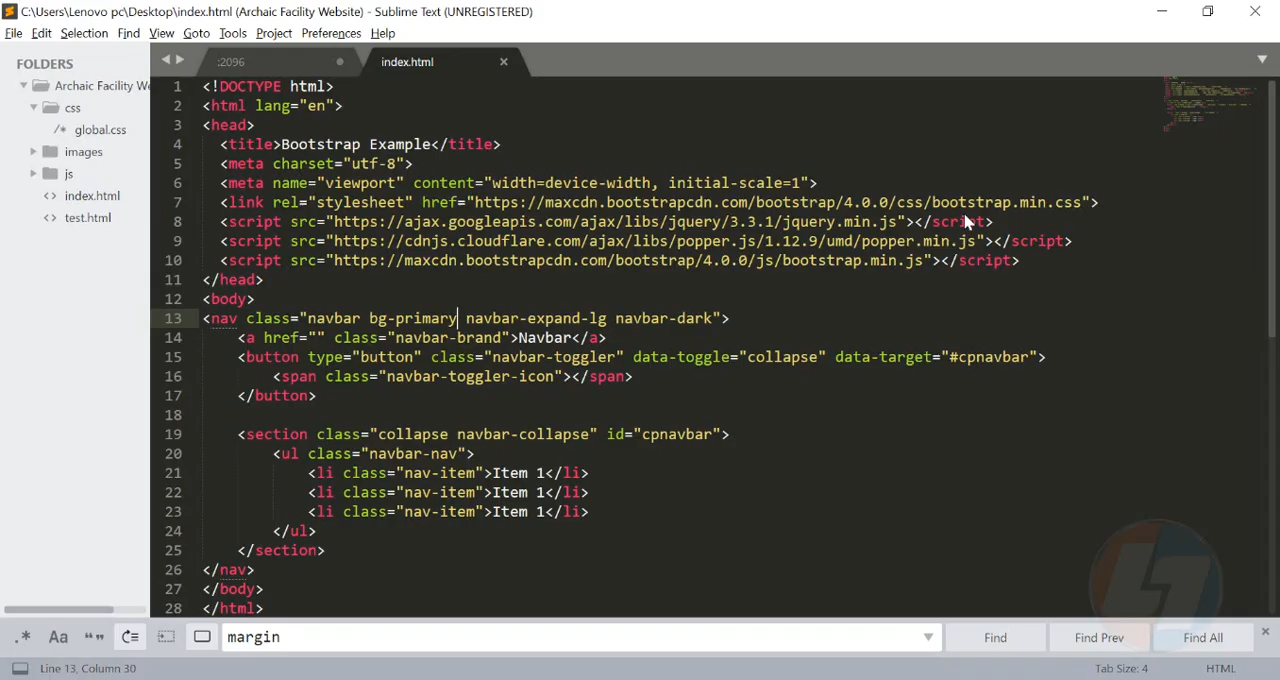 C:\Users\Lenovo pc\Desktop\index.html (Archaic Facility Website) - Sublime Text (UNREGISTERED)
File Edit Selection Find View Goto Tools Project Preferences Help
FOLDERS
Archaic Facility We
css
/* global.css
images
js
<> index.html
<> test.html
:2096
index.html
1 <!DOCTYPE html>
2 <html lang="en">
3 <head>
4 <title>Bootstrap Example</title>
5 <meta charset="utf-8">
6 <meta name="viewport" content="width=device-width, initial-scale=1">
7 <link rel="stylesheet" href="https://maxcdn.bootstrapcdn.com/bootstrap/4.0.0/css/bootstrap.min.css">
8 <script src="https://ajax.googleapis.com/ajax/libs/jquery/3.3.1/jquery.min.js"></script>
9 <script src="https://cdnjs.cloudflare.com/ajax/libs/popper.js/1.12.9/umd/popper.min.js"></script>
10 <script src="https://maxcdn.bootstrapcdn.com/bootstrap/4.0.0/js/bootstrap.min.js"></script>
11 </head>
12 <body>
13 <nav class="navbar bg-primary navbar-expand-lg navbar-dark">
14 <a href="" class="navbar-brand">Navbar</a>
15 <button type="button" class="navbar-toggler" data-toggle="collapse" data-target="#cpnavbar">
16 <span class="navbar-toggler-icon"></span>
17 </button>
18
19 <section class="collapse navbar-collapse" id="cpnavbar">
20 <ul class="navbar-nav">
21 <li class="nav-item">Item 1</li>
22 <li class="nav-item">Item 1</li>
23 <li class="nav-item">Item 1</li>
24 </ul>
25 </section>
26 </nav>
27 </body>
28 </html>
.* Aa “” margin Find Find Prev Find All
Line 13, Column 30 Tab Size: 4 HTML